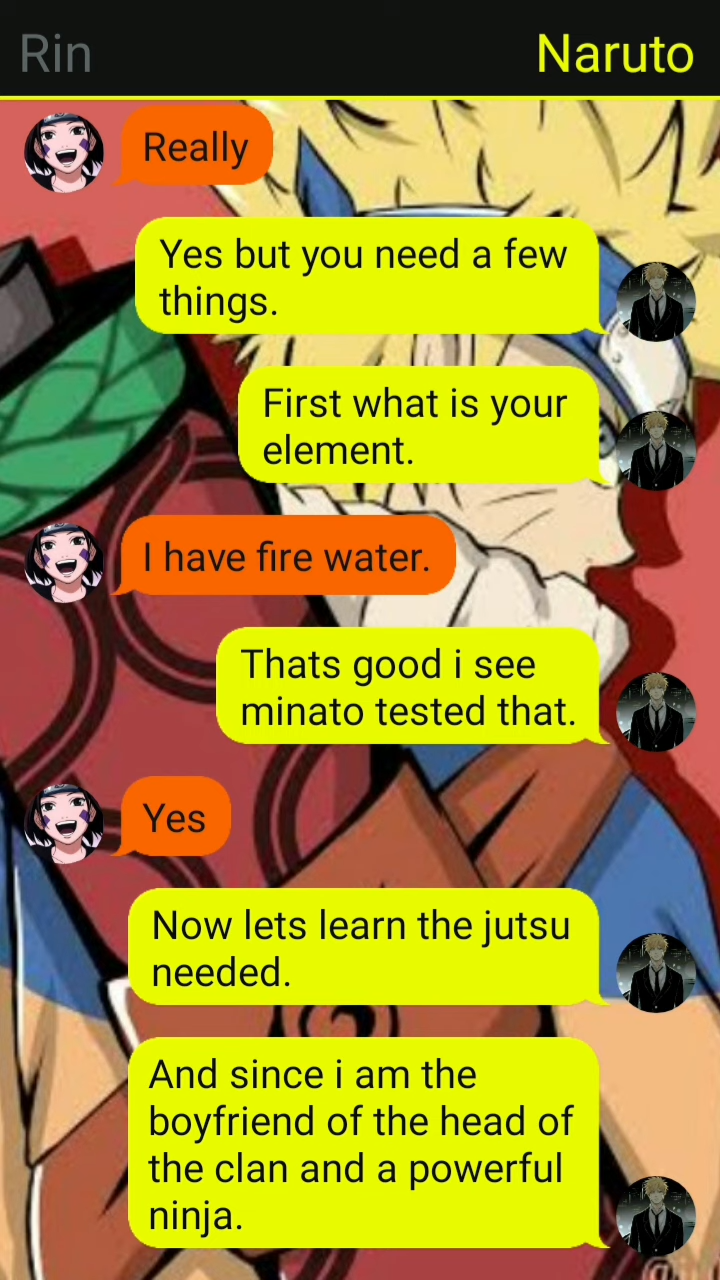 Rin
Naruto
Really
Yes but you need a few
things.
First what is your
element.
I have fire water.
Thats good i see
minato tested that.
Yes
Now lets learn the jutsu
needed.
And since i am the
boyfriend of the head of
the clan and a powerful
ninja.